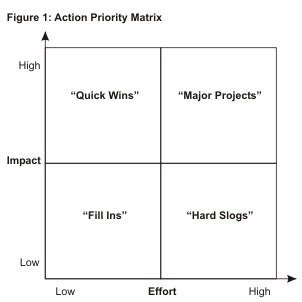 Figure 1: Action Priority Matrix
High
“Quick Wins” “Major Projects”
Impact
“Fill Ins” “Hard Slogs”
Low
Low Effort High